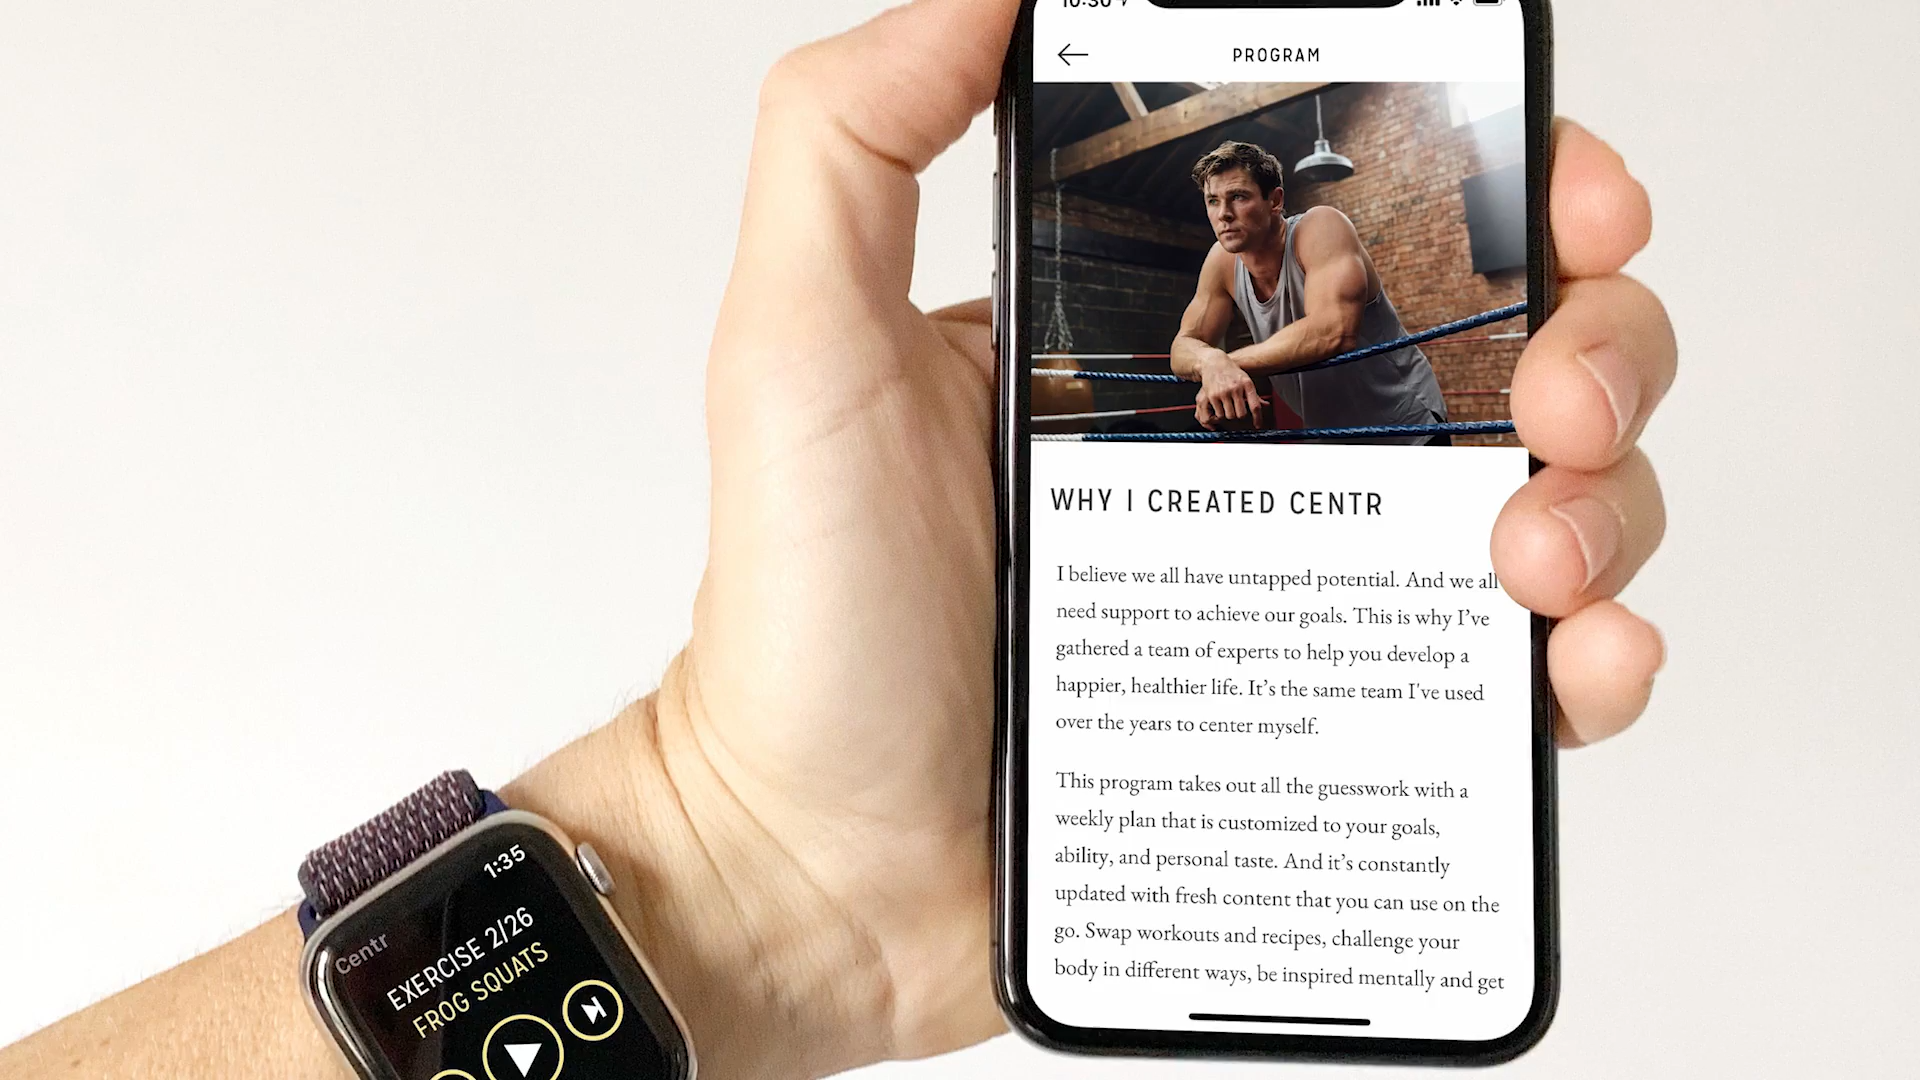 10:30
PROGRAM
WHY I CREATED CENTR
I believe we all have untapped potential. And we all
need support to achieve our goals. This is why I’ve
gathered a team of experts to help you develop a
happier, healthier life. It’s the same team I've used
over the years to center myself.
This program takes out all the guesswork with a
weekly plan that is customized to your goals,
ability, and personal taste. And it’s constantly
updated with fresh content that you can use on the
go. Swap workouts and recipes, challenge your
body in different ways, be inspired mentally and get
1:35
Centr
EXERCISE 2/26
FROG SQUATS